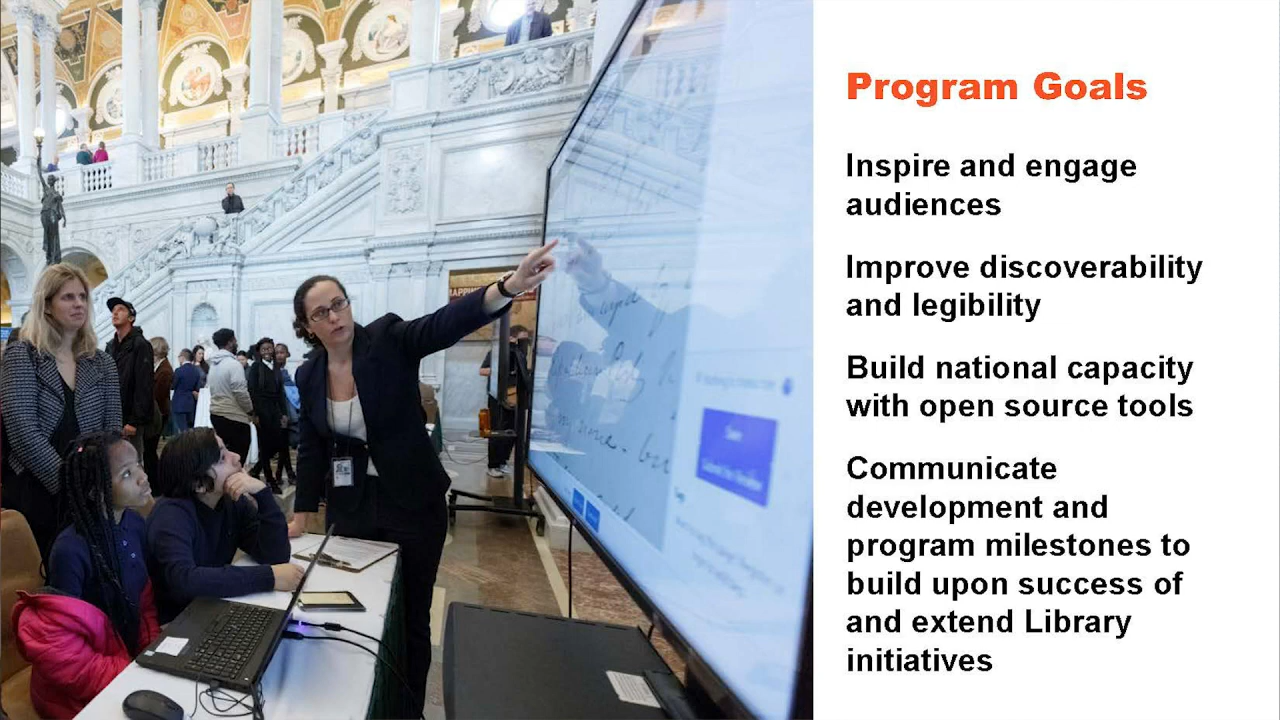 Program Goals
Inspire and engage
audiences
Improve discoverability
and legibility
Build national capacity
with open source tools
Communicate
development and
program milestones to
build upon success of
and extend Library
initiatives